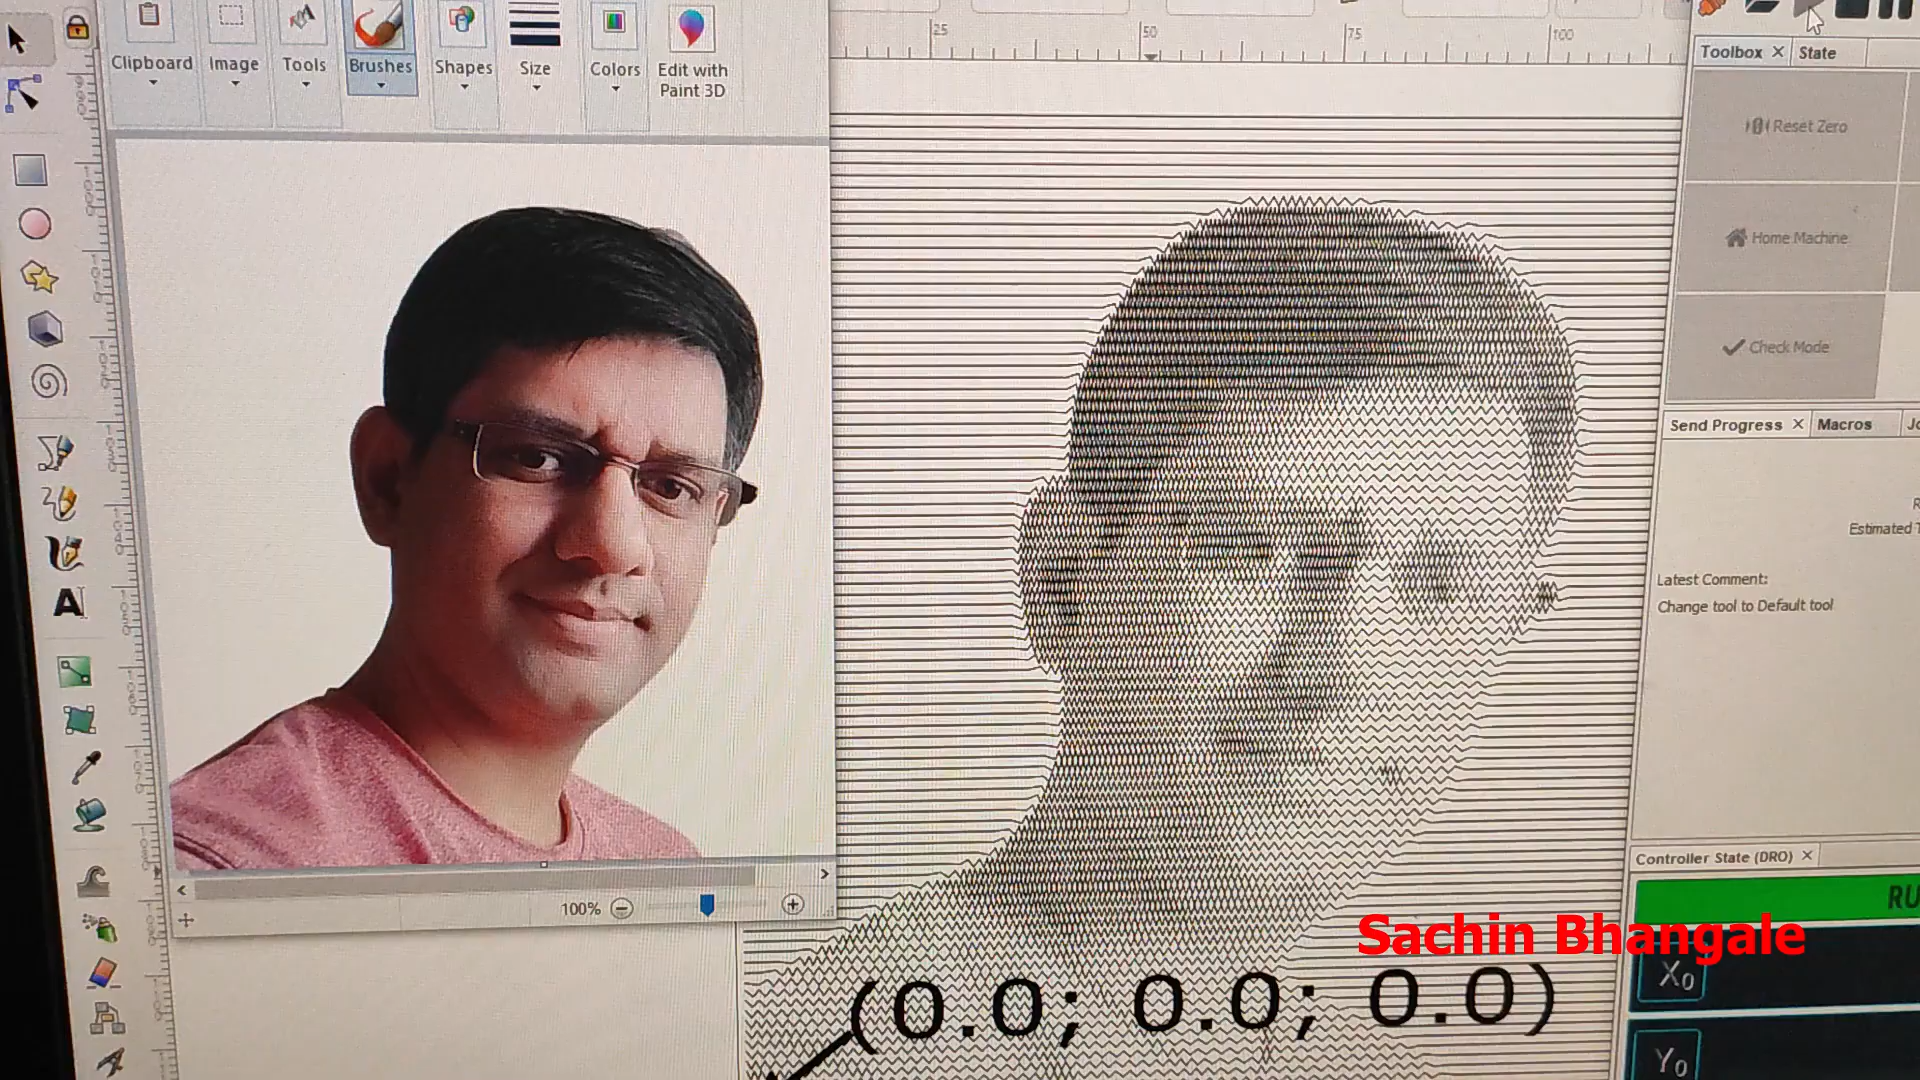 Clipboard
Image
Tools
Brushes
Shapes
Size
Colors
Edit with
Paint 3D
25
50
75
100
Toolbox
State
Reset Zero
Home Machine
Check Mode
Send Progress
Macros
Estimated
Latest Comment:
Change tool to Default tool
Controller State (DRO)
RU
100%
Sachin Bhangale
(0.0; 0.0; 0.0)
X0
Y0